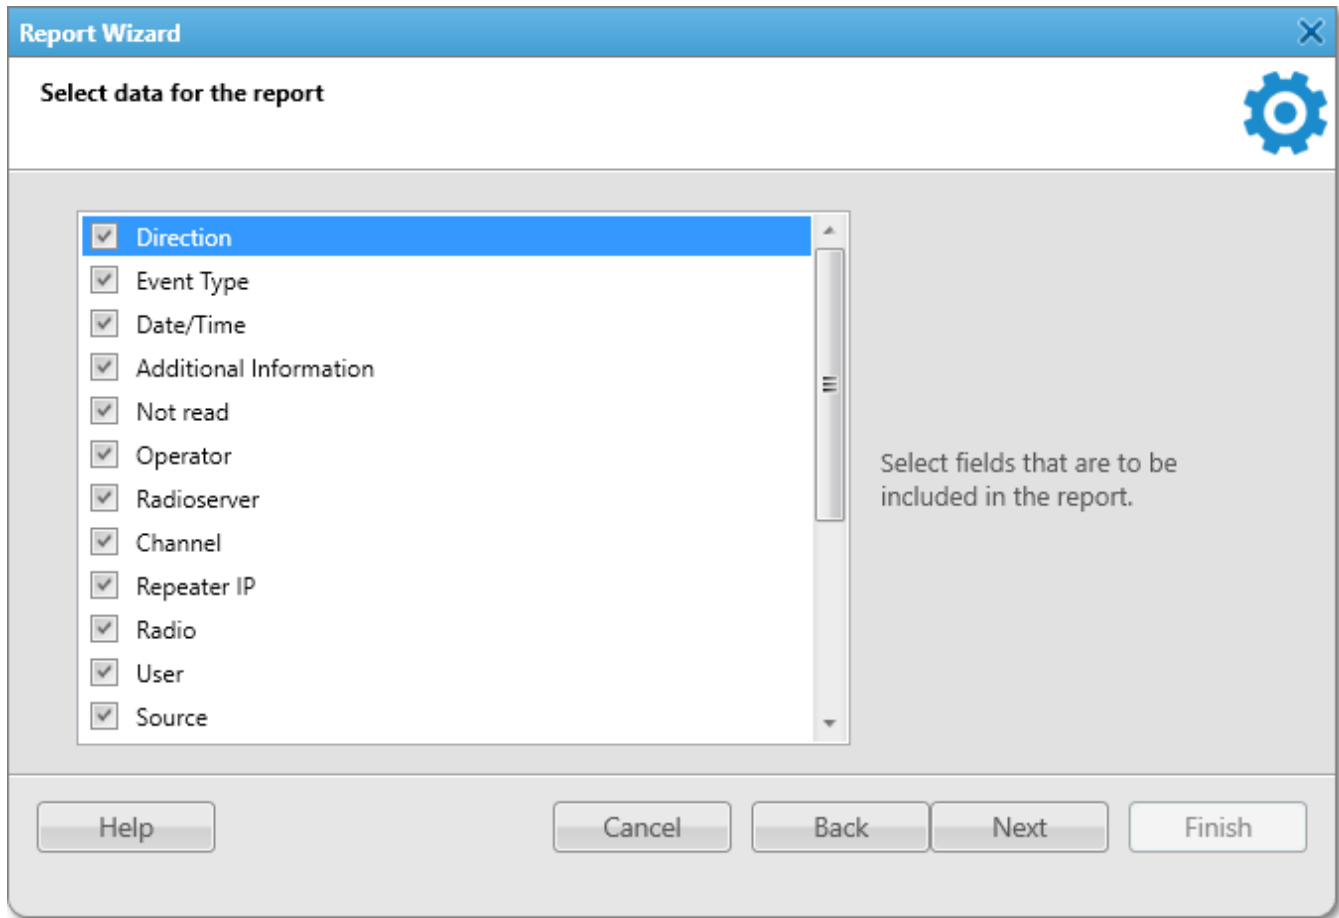 Report Wizard
Select data for the report
Direction
Event Type
Date/Time
Additional Information
Not read
Operator
Radioserver
Channel
Repeater IP
Radio
User
Source
Select fields that are to be
included in the report.
Help
Cancel
Back
Next
Finish